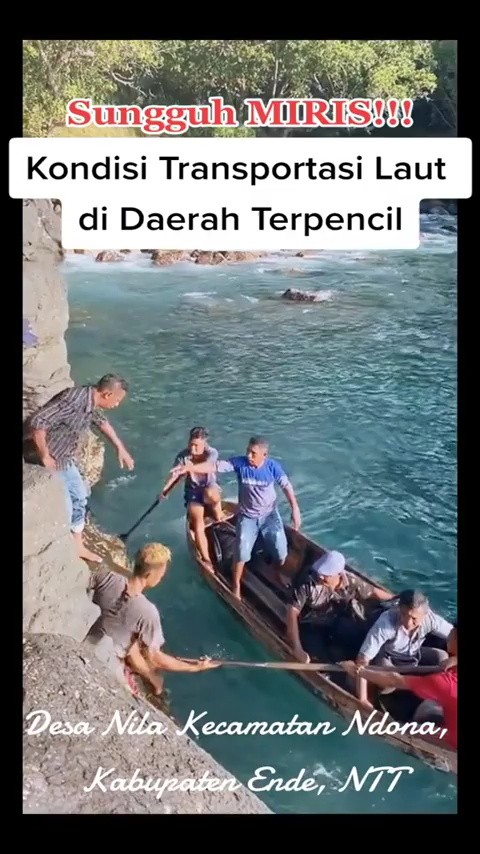 Sungguh MIRIS!!!
Kondisi Transportasi Laut
di Daerah Terpencil
Desa Nila Kecamatan Ndona,
Kabupaten Ende, NTT